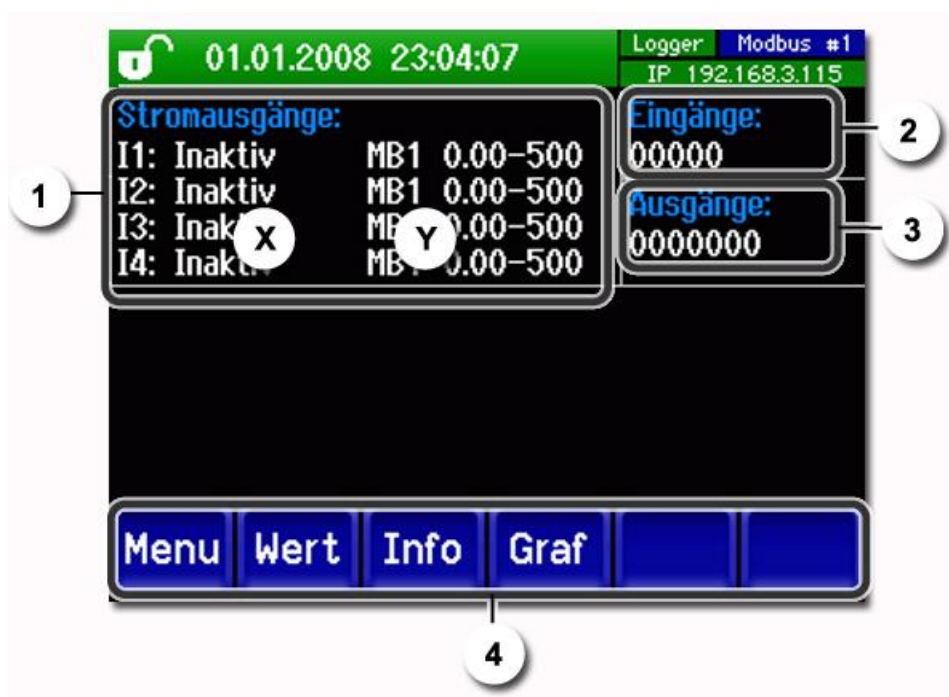 01.01.2008 23:04:07
Logger Modbus #1
IP 192.168.3.115
Stromausgänge:
I1: Inaktiv MB1 0.00-500
I2: Inaktiv MB1 0.00-500
I3: Inak X MB Y .00-500
I4: Inak MB1 0.00-500
Eingänge:
00000
Ausgänge:
0000000
1
2
3
Menu Wert Info Graf
4